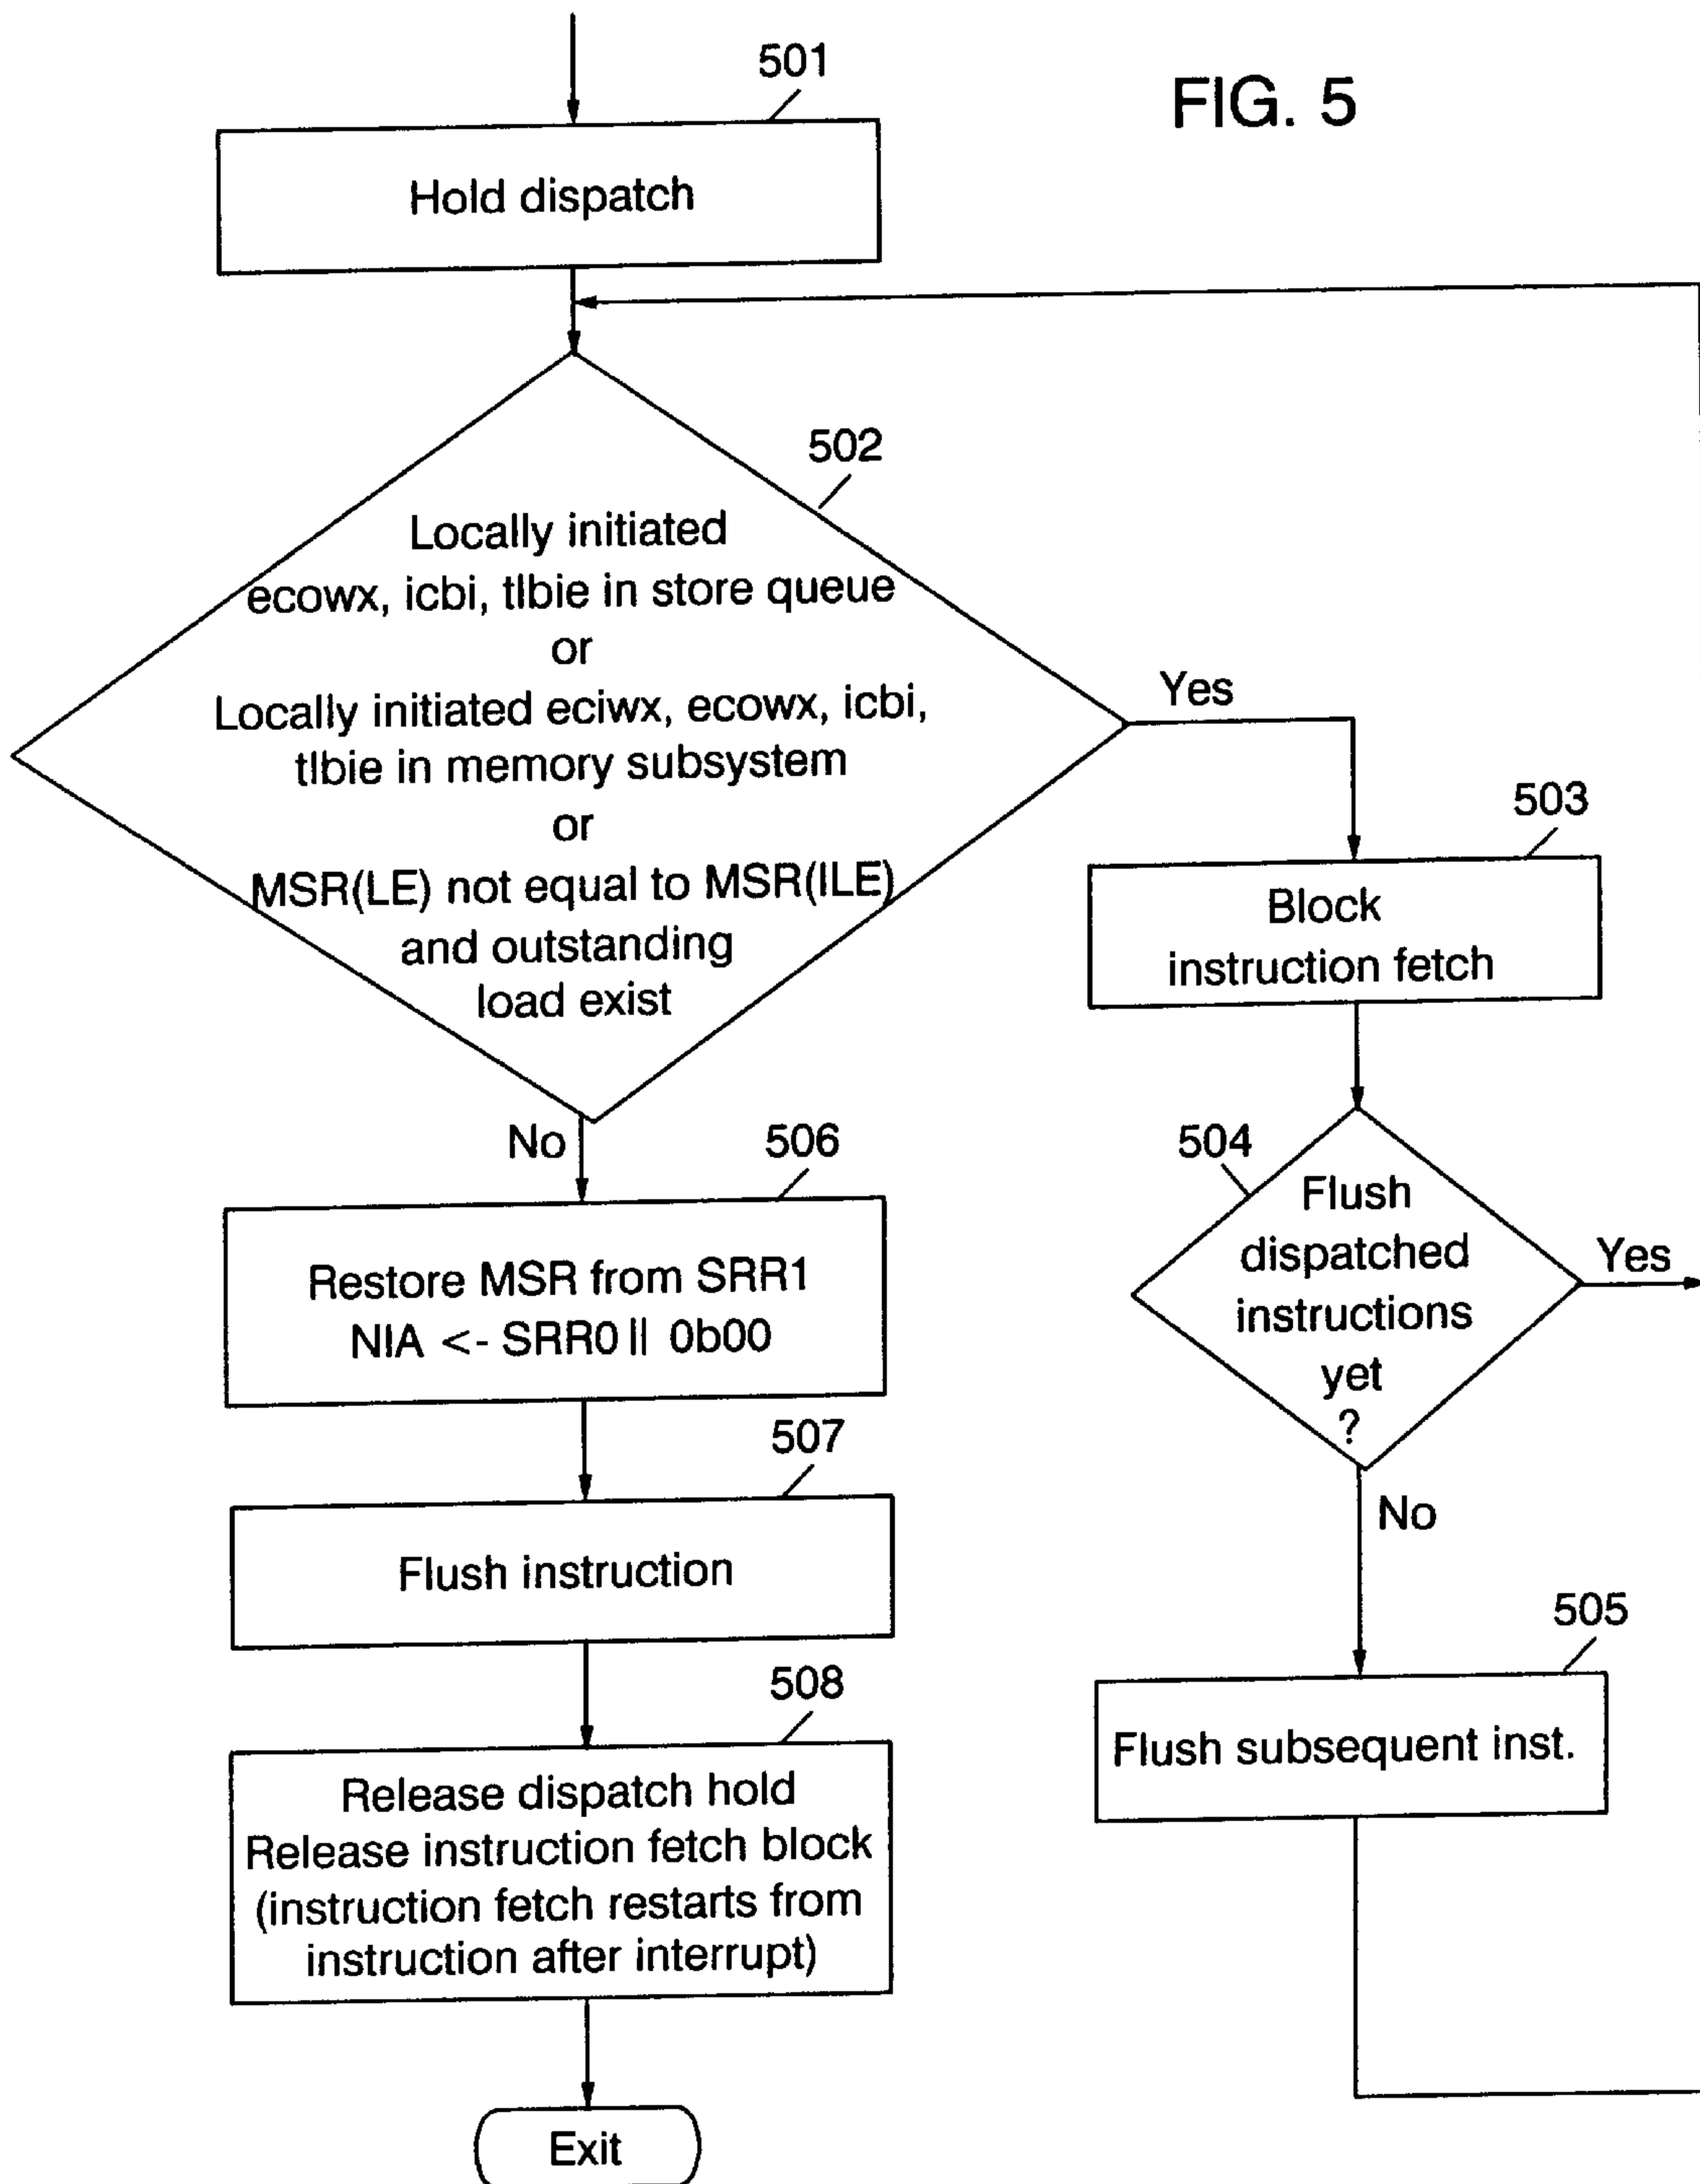 FIG. 5
501
Hold dispatch
502
Locally initiated
ecowx, icbi, tlbie in store queue
or
Locally initiated eciwx, ecowx, icbi,
tlbie in memory subsystem
or
MSR(LE) not equal to MSR(ILE)
and outstanding
load exist
Yes
503
Block
instruction fetch
504
Flush
dispatched
instructions
yet
?
Yes
No
505
Flush subsequent inst.
No
506
Restore MSR from SRR1
NIA <- SRR0 || 0b00
507
Flush instruction
508
Release dispatch hold
Release instruction fetch block
(instruction fetch restarts from
instruction after interrupt)
Exit